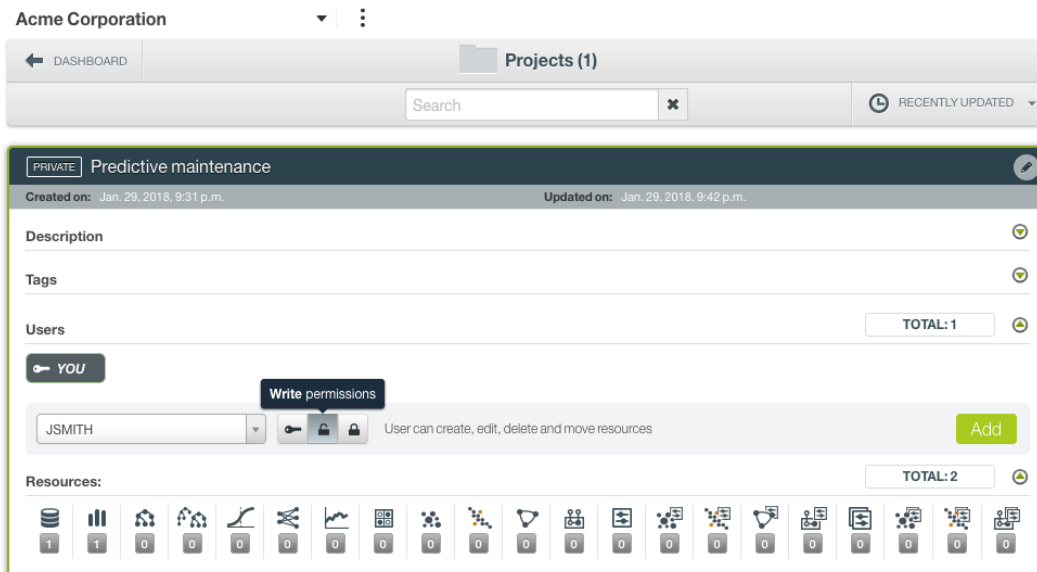 Acme Corporation
DASHBOARD
Projects (1)
Search
RECENTLY UPDATED
PRIVATE Predictive maintenance
Created on: Jan. 29, 2018, 9:31 p.m. Updated on: Jan. 29, 2018, 9:42 p.m.
Description
Tags
Users TOTAL: 1
YOU
Write permissions
JSMITH User can create, edit, delete and move resources Add
Resources: TOTAL: 2
1 1 0 0 0 0 0 0 0 0 0 0 0 0 0 0 0 0 0 0 0